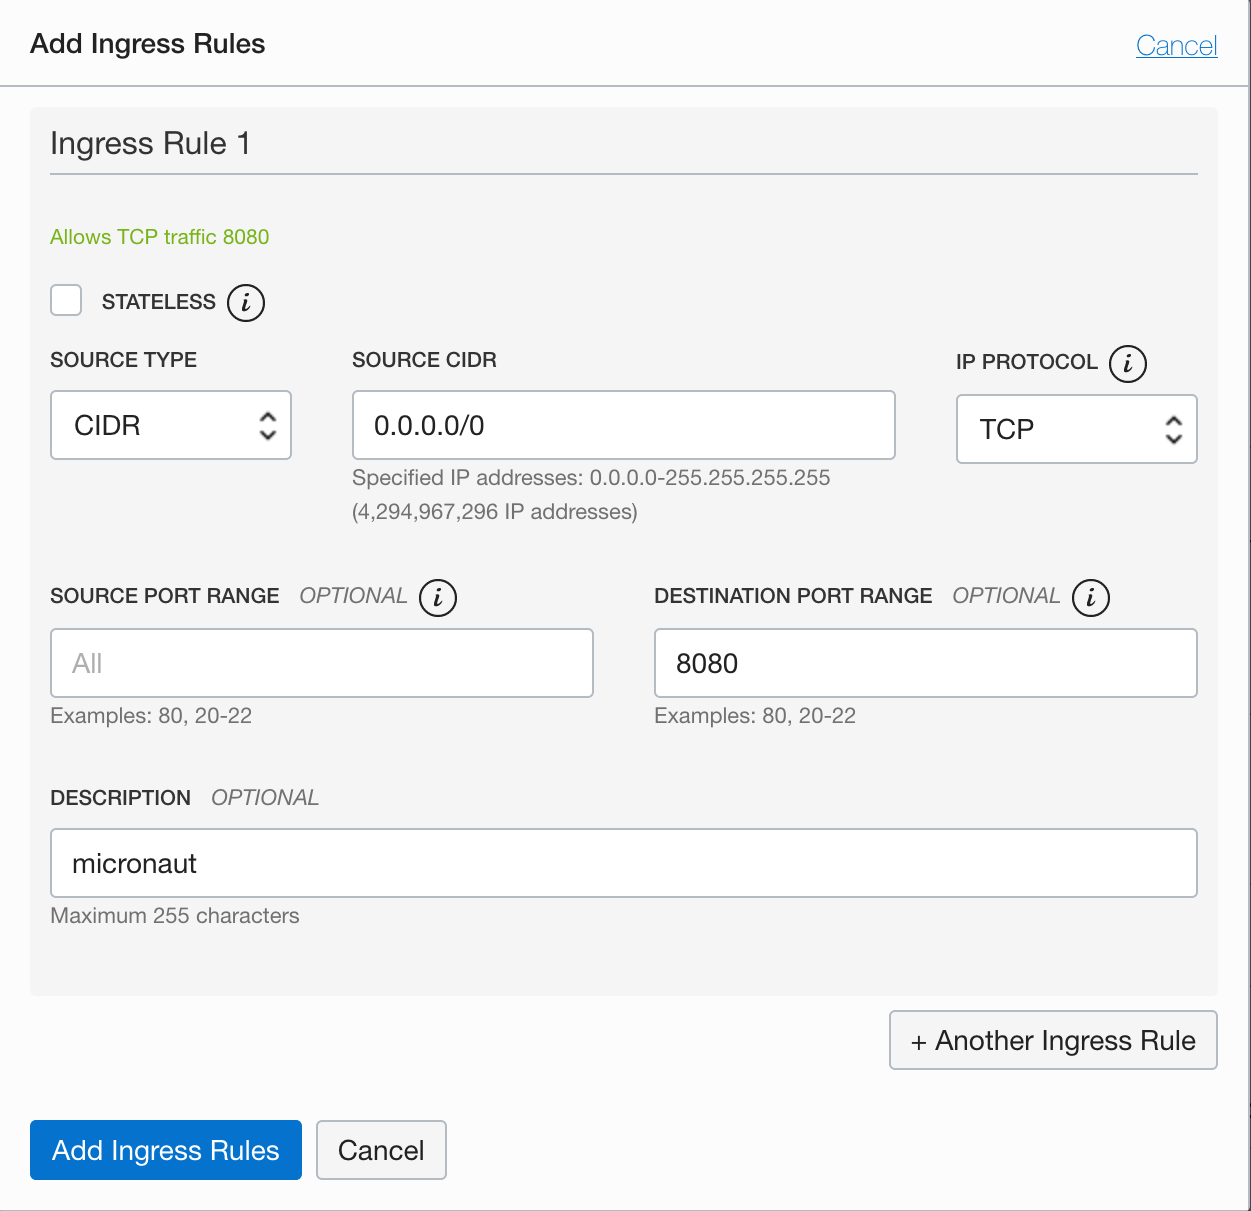 Add Ingress Rules
Cancel
Ingress Rule 1
Allows TCP traffic 8080
STATELESS i
SOURCE TYPE
SOURCE CIDR
IP PROTOCOL i
CIDR
0.0.0.0/0
TCP
Specified IP addresses: 0.0.0.0-255.255.255.255
(4,294,967,296 IP addresses)
SOURCE PORT RANGE OPTIONAL i
DESTINATION PORT RANGE OPTIONAL i
All
8080
Examples: 80, 20-22
Examples: 80, 20-22
DESCRIPTION OPTIONAL
micronaut
Maximum 255 characters
+ Another Ingress Rule
Add Ingress Rules
Cancel